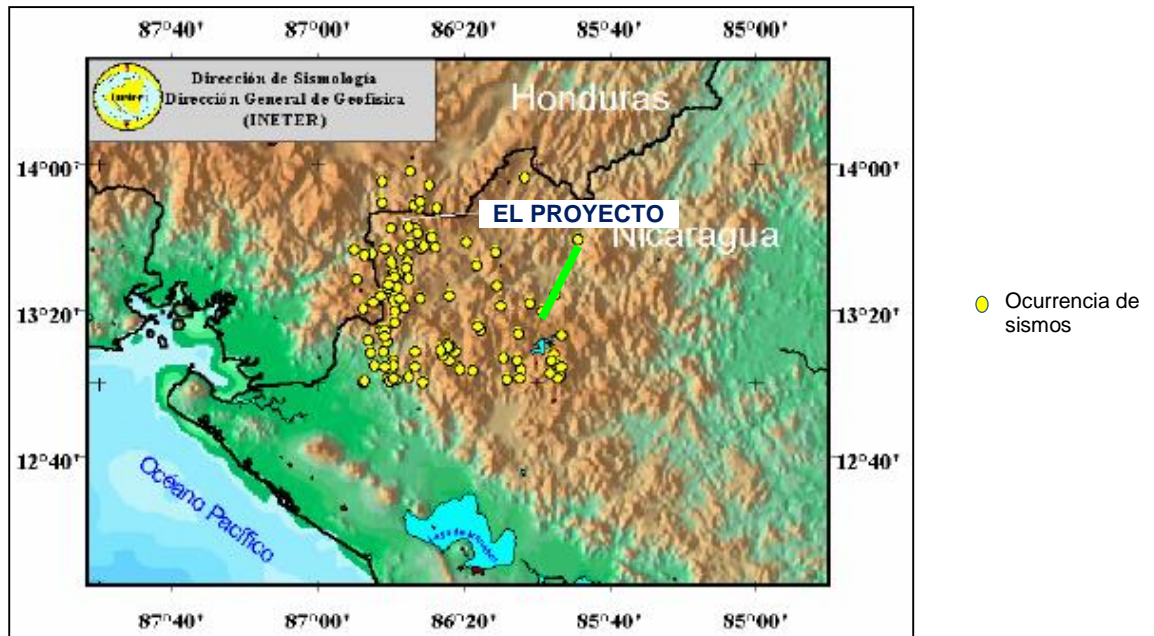 87°40' 87°00' 86°20' 85°40' 85°00'
Dirección de Sismología
Dirección General de Geofísica
(INETER)
Honduras
14°00' 14°00'
EL PROYECTO
Nicaragua
13°20' 13°20'
Ocurrencia de
sismos
12°40' 12°40'
Océano Pacífico
87°40' 87°00' 86°20' 85°40' 85°00'